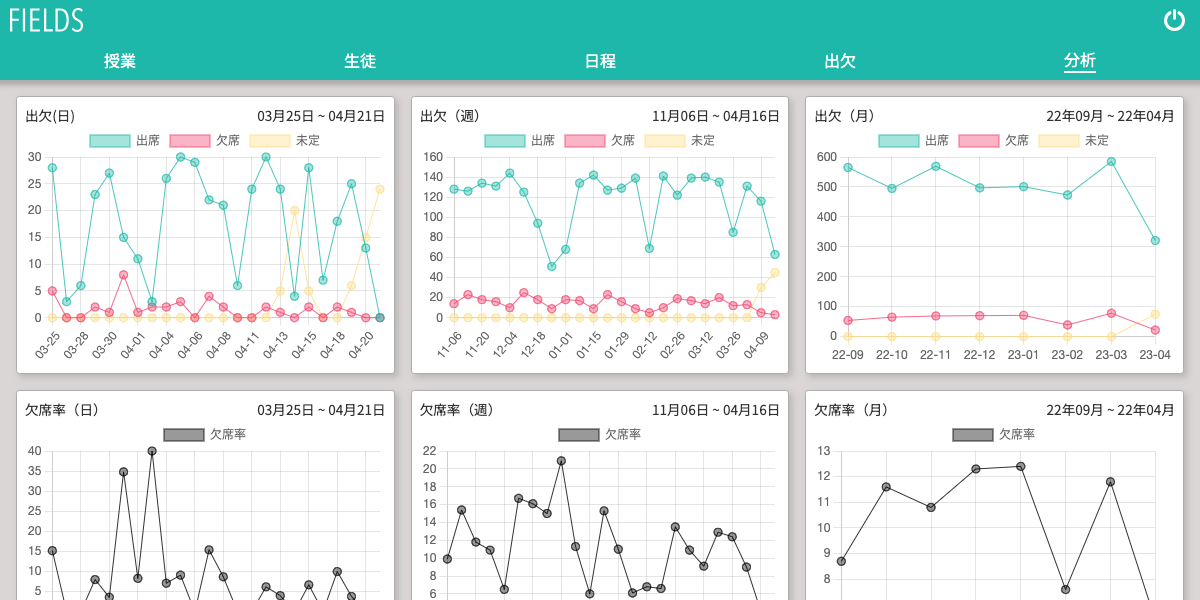 FIELDS
授業 生徒 日程 出欠 分析
出欠(日) 03月25日 ~ 04月21日
出席 欠席 未定
30
25
20
15
10
5
0
03-25 03-28 03-30 04-01 04-04 04-06 04-08 04-11 04-13 04-15 04-18 04-20
出欠（週） 11月06日 ~ 04月16日
出席 欠席 未定
160
140
120
100
80
60
40
20
0
11-06 11-20 12-04 12-18 01-01 01-15 01-29 02-12 02-26 03-12 03-26 04-09
出欠（月） 22年09月 ~ 22年04月
出席 欠席 未定
600
500
400
300
200
100
0
22-09 22-10 22-11 22-12 23-01 23-02 23-03 23-04
欠席率（日） 03月25日 ~ 04月21日
欠席率
40
35
30
25
20
15
10
5
欠席率（週） 11月06日 ~ 04月16日
欠席率
22
20
18
16
14
12
10
8
6
欠席率（月） 22年09月 ~ 22年04月
欠席率
13
12
11
10
9
8